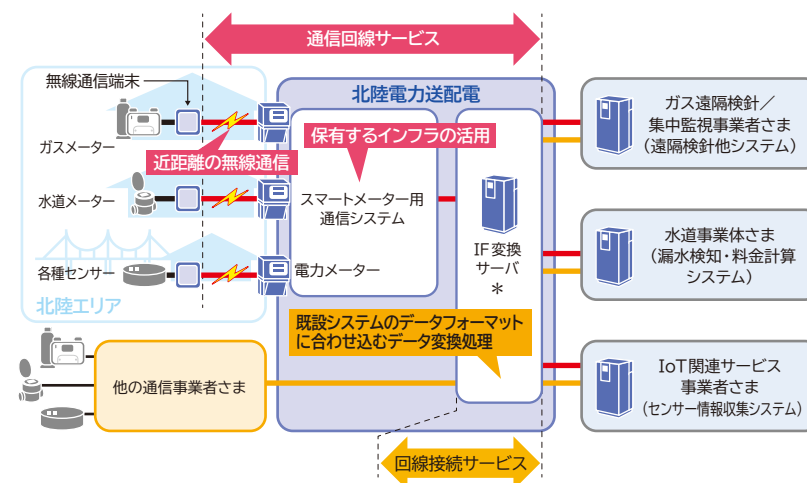 通信回線サービス
無線通信端末
ガスメーター
近距離の無線通信
水道メーター
各種センサー
北陸エリア
北陸電力送配電
保有するインフラの活用
スマートメーター用
通信システム
電力メーター
IF変換
サーバ
＊
既設システムのデータフォーマット
に合わせ込むデータ変換処理
他の通信事業者さま
回線接続サービス
ガス遠隔検針／
集中監視事業者さま
（遠隔検針他システム）
水道事業体さま
（漏水検知・料金計算
システム）
IoT関連サービス
事業者さま
（センサー情報収集システム）